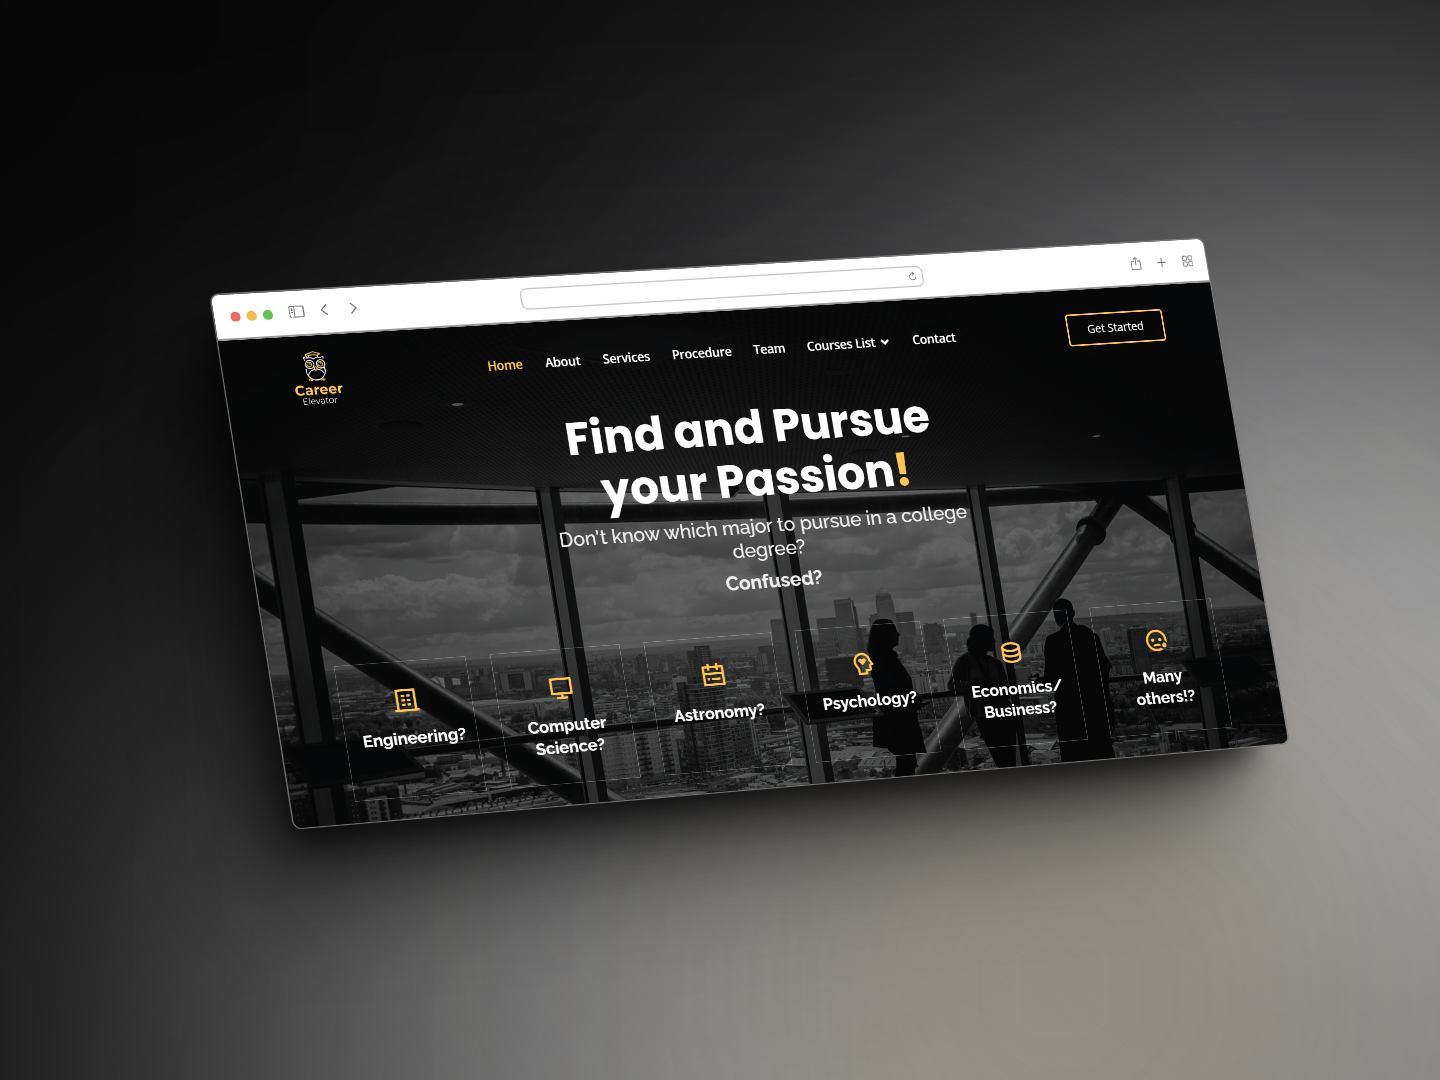 Career
Elevator
Home About Services Procedure Team Courses List Contact
Get Started
Find and Pursue
your Passion!
Don't know which major to pursue in a college
degree?
Confused?
Engineering?
Computer
Science?
Astronomy?
Psychology?
Economics/
Business?
Many
others!?